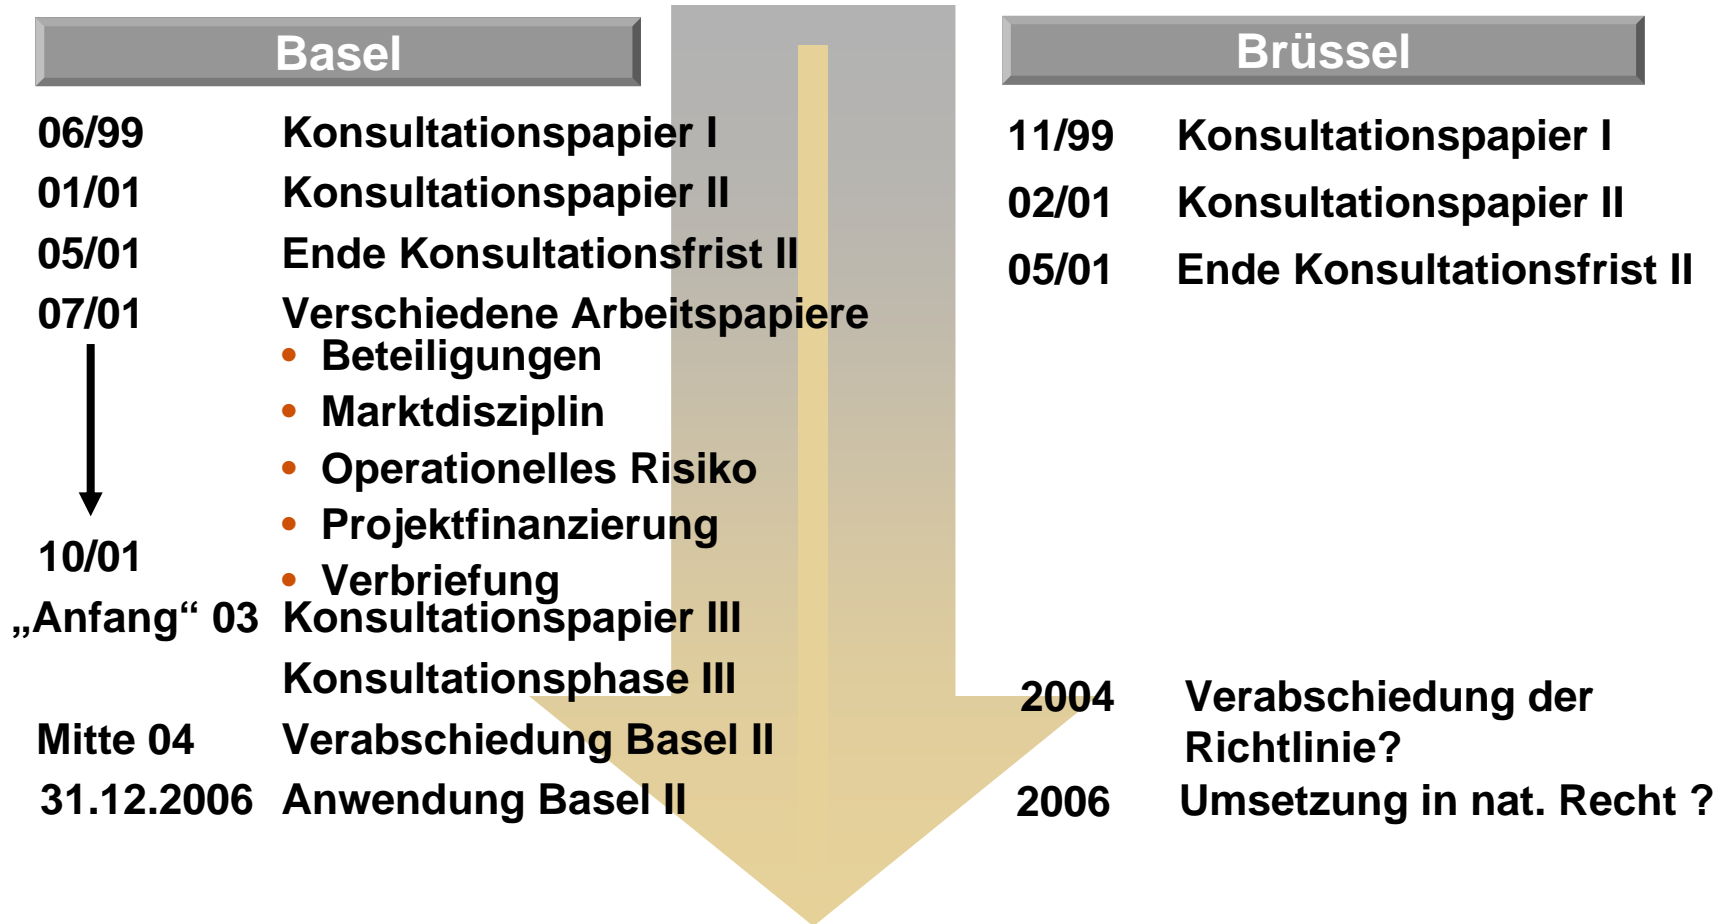 Basel
06/99 Konsultationspapier I
01/01 Konsultationspapier II
05/01 Ende Konsultationsfrist II
07/01 Verschiedene Arbeitspapiere
• Beteiligungen
• Marktdisziplin
• Operationelles Risiko
• Projektfinanzierung
10/01
• Verbriefung
„Anfang“ 03 Konsultationspapier III
Konsultationsphase III
Mitte 04 Verabschiedung Basel II
31.12.2006 Anwendung Basel II
Brüssel
11/99 Konsultationspapier I
02/01 Konsultationspapier II
05/01 Ende Konsultationsfrist II
2004 Verabschiedung der
Richtlinie?
2006 Umsetzung in nat. Recht ?